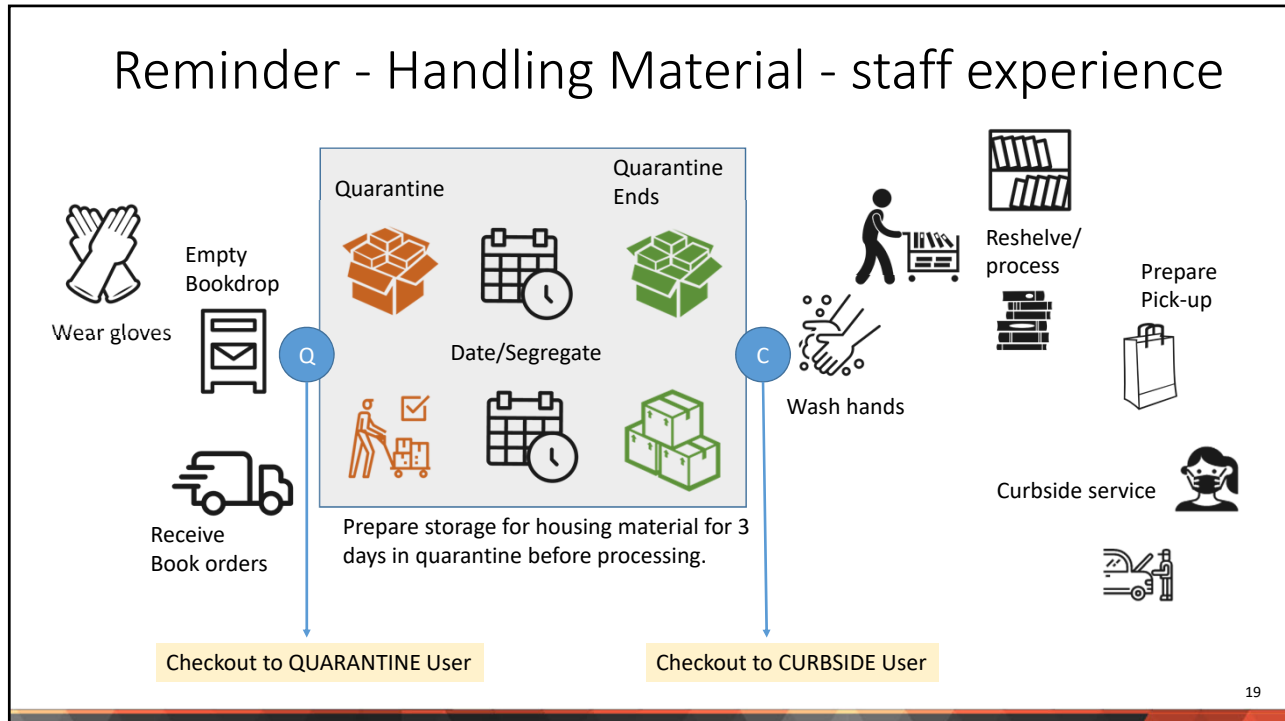 Reminder - Handling Material - staff experience
Wear gloves
Empty
Bookdrop
Receive
Book orders
Q
Quarantine
Quarantine
Ends
Date/Segregate
Prepare storage for housing material for 3
days in quarantine before processing.
C
Wash hands
Reshelve/
process
Prepare
Pick-up
Curbside service
Checkout to QUARANTINE User
Checkout to CURBSIDE User
19